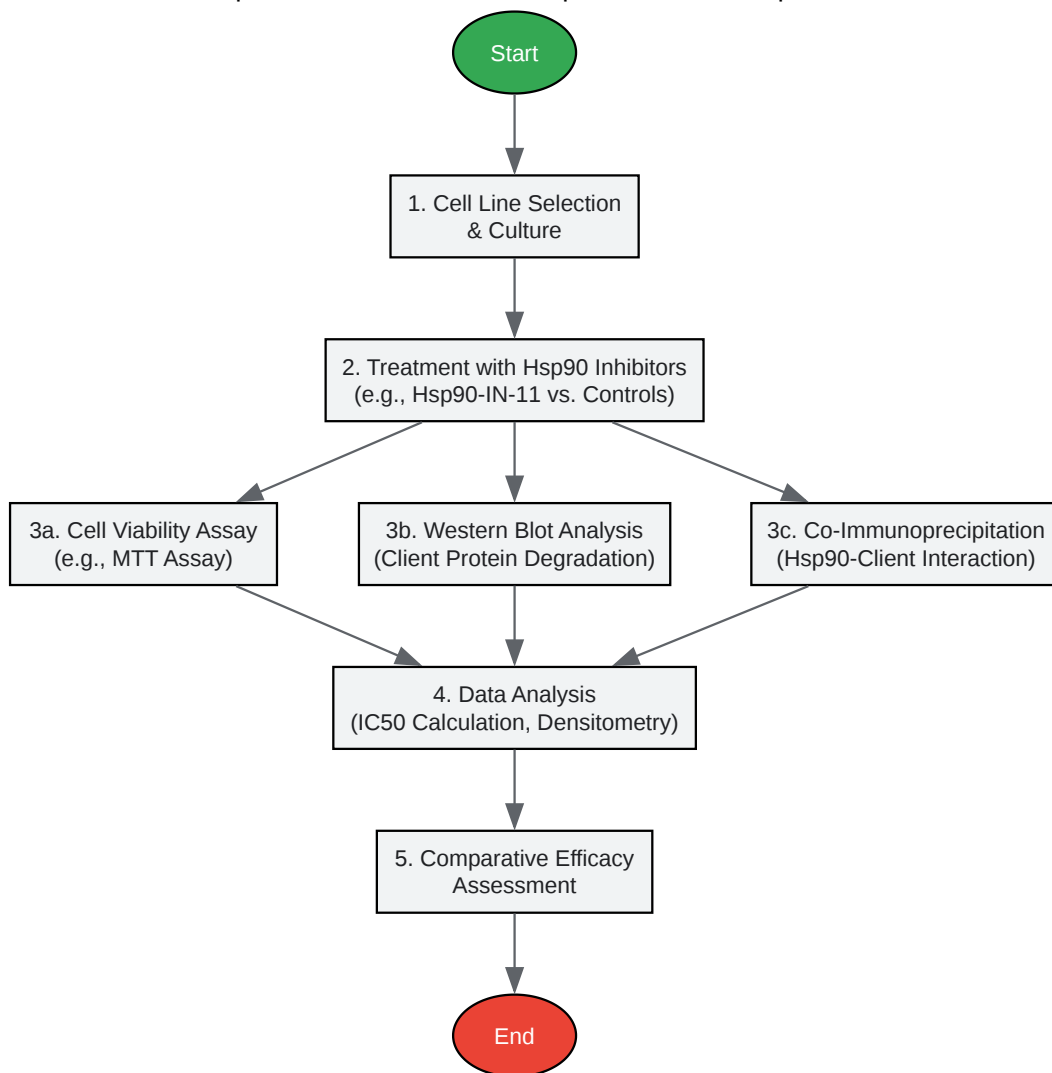 Start
1. Cell Line Selection
& Culture
2. Treatment with Hsp90 Inhibitors
(e.g., Hsp90-IN-11 vs. Controls)
3a. Cell Viability Assay
(e.g., MTT Assay)
3b. Western Blot Analysis
(Client Protein Degradation)
3c. Co-Immunoprecipitation
(Hsp90-Client Interaction)
4. Data Analysis
(IC50 Calculation, Densitometry)
5. Comparative Efficacy
Assessment
End